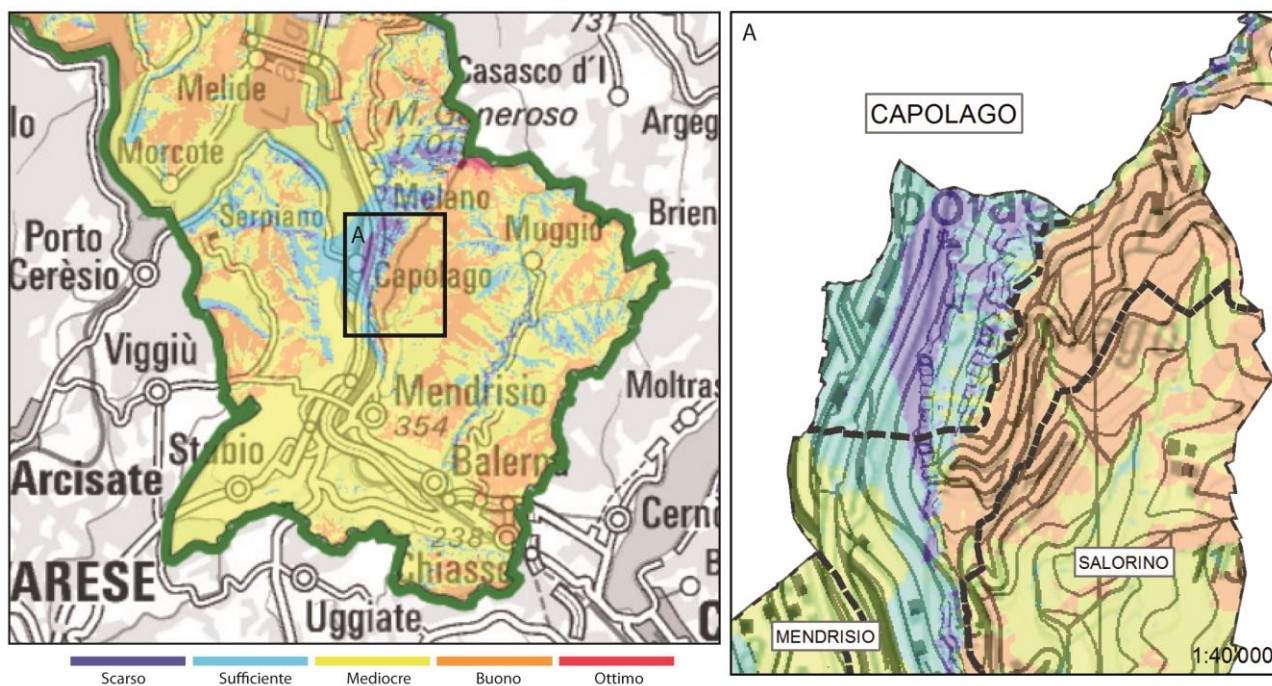 731
Casasco d'I
Melide
M. Generoso
1701
Argeg
lo
Morcote
Melano
Serpiano
Brien
A
Muggio
Porto
Cerèsio
Capolago
Viggiù
Moltras
Mendrisio
354
Stabio
Balerna
Arcisate
Cerno
238
VARESE
Chiasso
Uggiate
C
Scarso
Sufficiente
Mediocre
Buono
Ottimo
A
CAPOLAGO
SALORINO
MENDRISIO
1:40'000